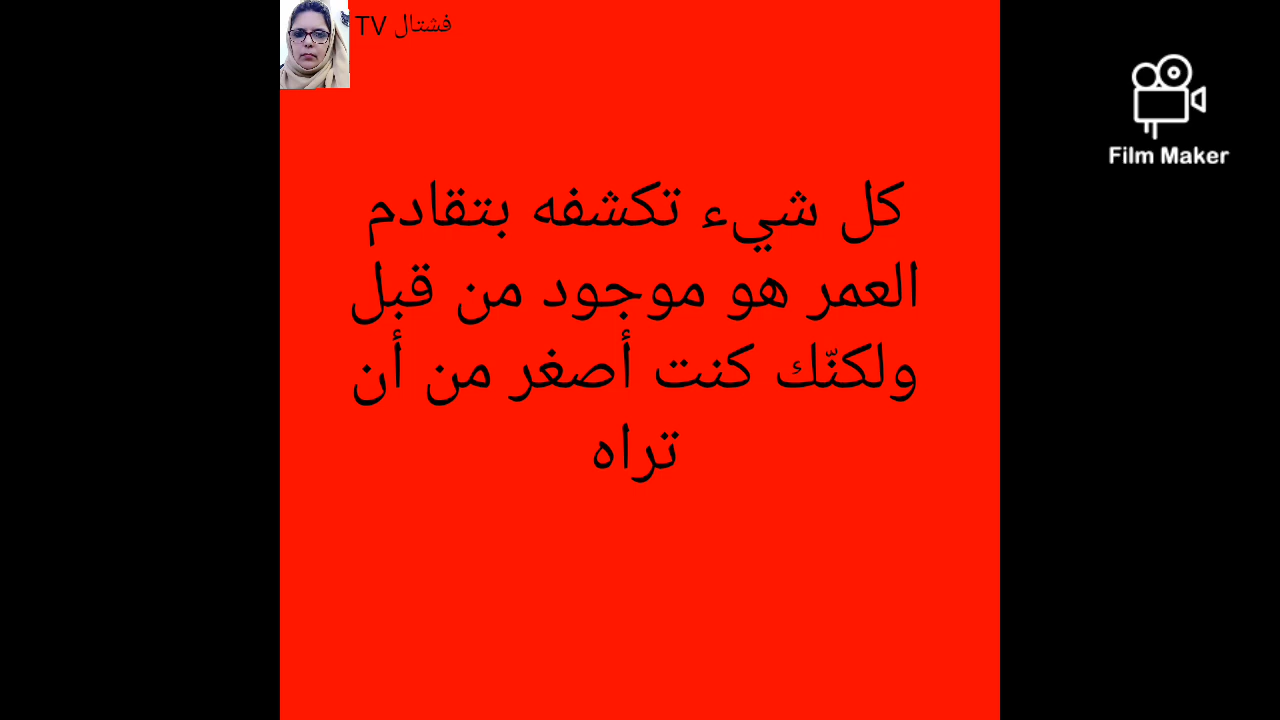 فشتال TV
Film Maker
كل شيء تكشفه بتقادم
العمر هو موجود من قبل
ولكنّك كنت أصغر من أن
تراه